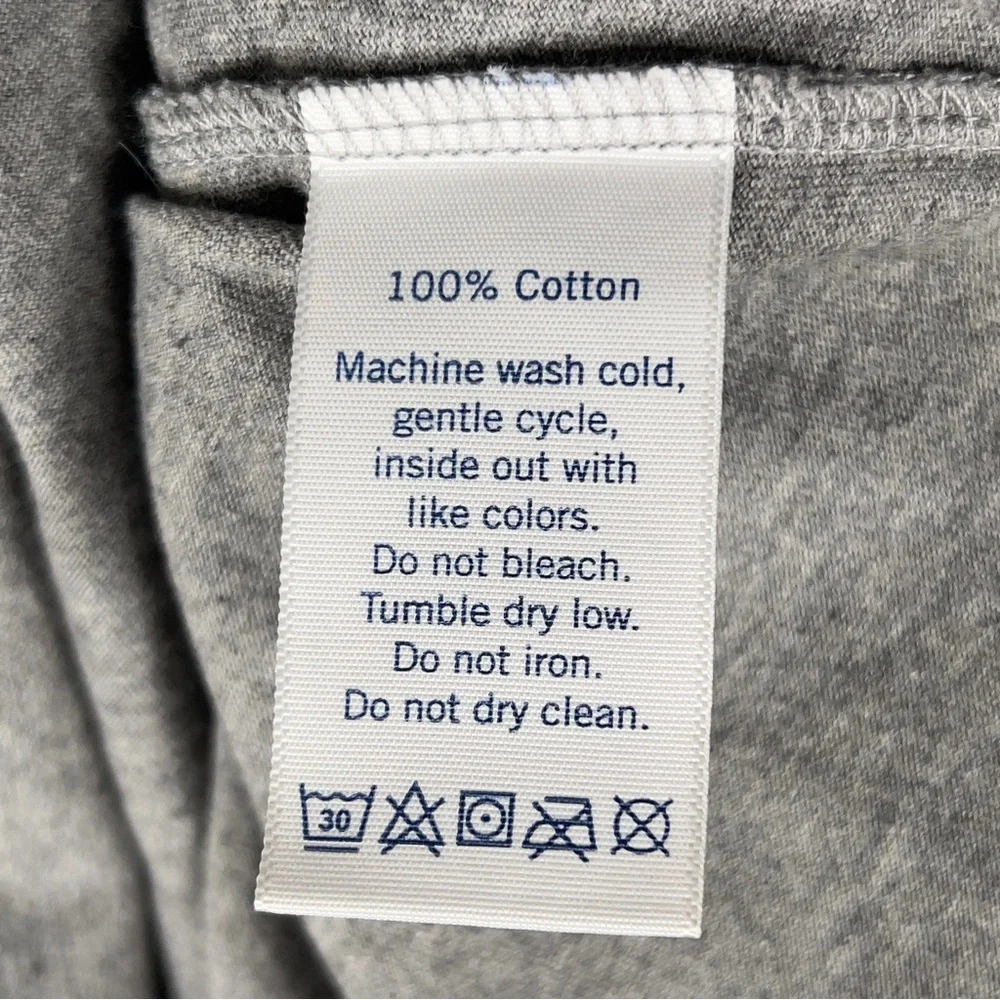 100% Cotton
Machine wash cold,
gentle cycle,
inside out with
like colors.
Do not bleach.
Tumble dry low.
Do not iron.
Do not dry clean.
30